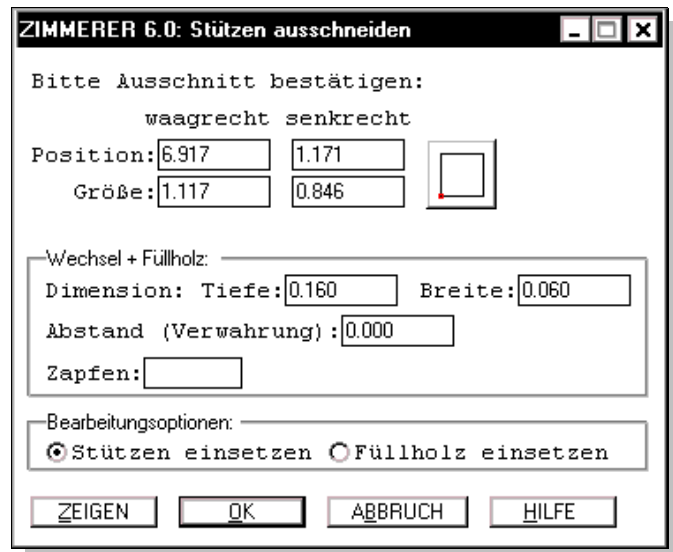 ZIMMERER 6.0: Stützen ausschneiden
Bitte Ausschnitt bestätigen:
waagrecht senkrecht
Position: 6.917 1.171
Größe: 1.117 0.846
Wechsel + Füllholz:
Dimension: Tiefe: 0.160 Breite: 0.060
Abstand (Verwahrung): 0.000
Zapfen:
Bearbeitungsoptionen:
Stützen einsetzen Füllholz einsetzen
ZEIGEN OK ABBRUCH HILFE